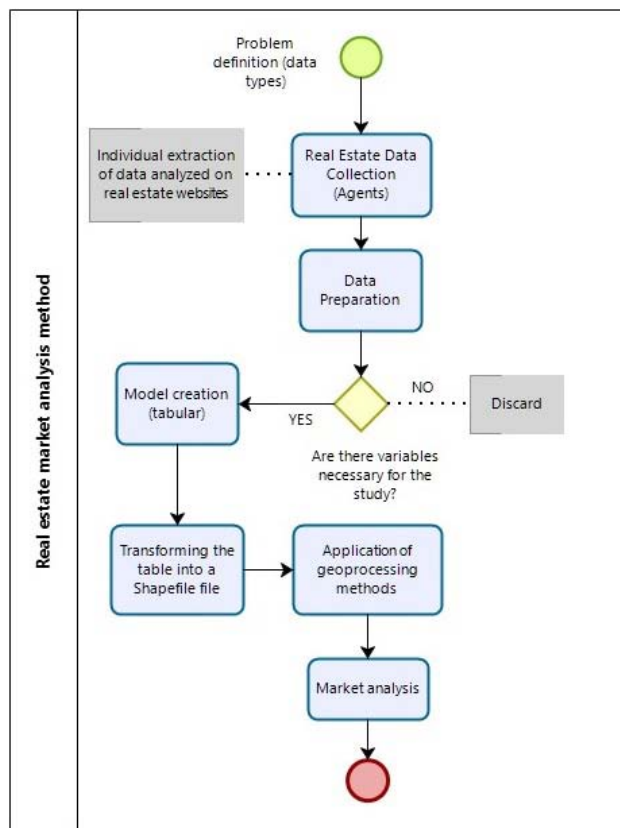 Real estate market analysis method
Problem
definition (data
types)
Individual extraction
of data analyzed on
real estate websites
Real Estate Data
Collection
(Agents)
Data
Preparation
Model creation
(tabular)
YES
NO
Discard
Are there variables
necessary for the
study?
Transforming the
table into a
Shapefile file
Application of
geoprocessing
methods
Market analysis